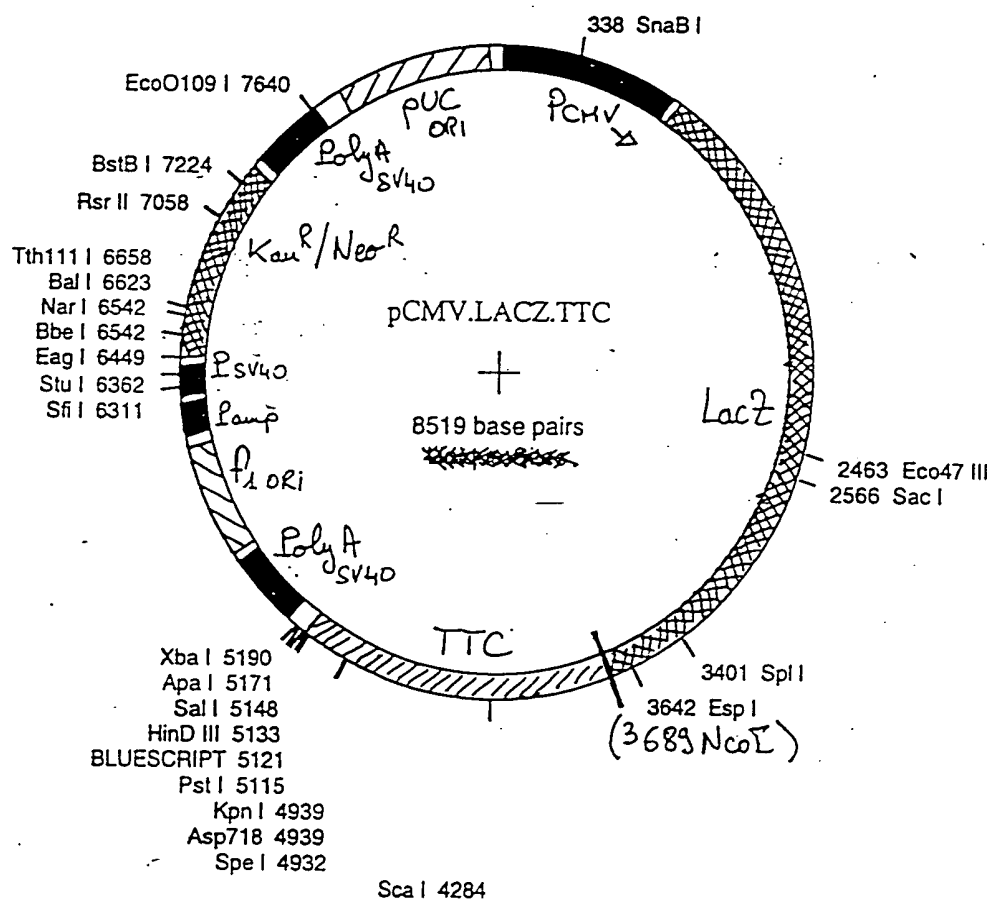 338 SnaB I
EcoO109 I 7640
pUC
ORI
PCMV
PolyA
SV40
BstB I 7224
Rsr II 7058
KanR/NeoR
Tth111 I 6658
Bal I 6623
Nar I 6542
Bbe I 6542
Eag I 6449
Stu I 6362
Sfi I 6311
pCMV.LACZ.TTC
PSV40
Pamp
LacZ
8519 base pairs
2463 Eco47 III
2566 Sac I
f1 ORi
PolyA
SV40
TTC
3401 Spl I
3642 Esp I
(3689 NcoI)
Xba I 5190
Apa I 5171
Sal I 5148
HinD III 5133
BLUESCRIPT 5121
Pst I 5115
Kpn I 4939
Asp718 4939
Spe I 4932
Sca I 4284